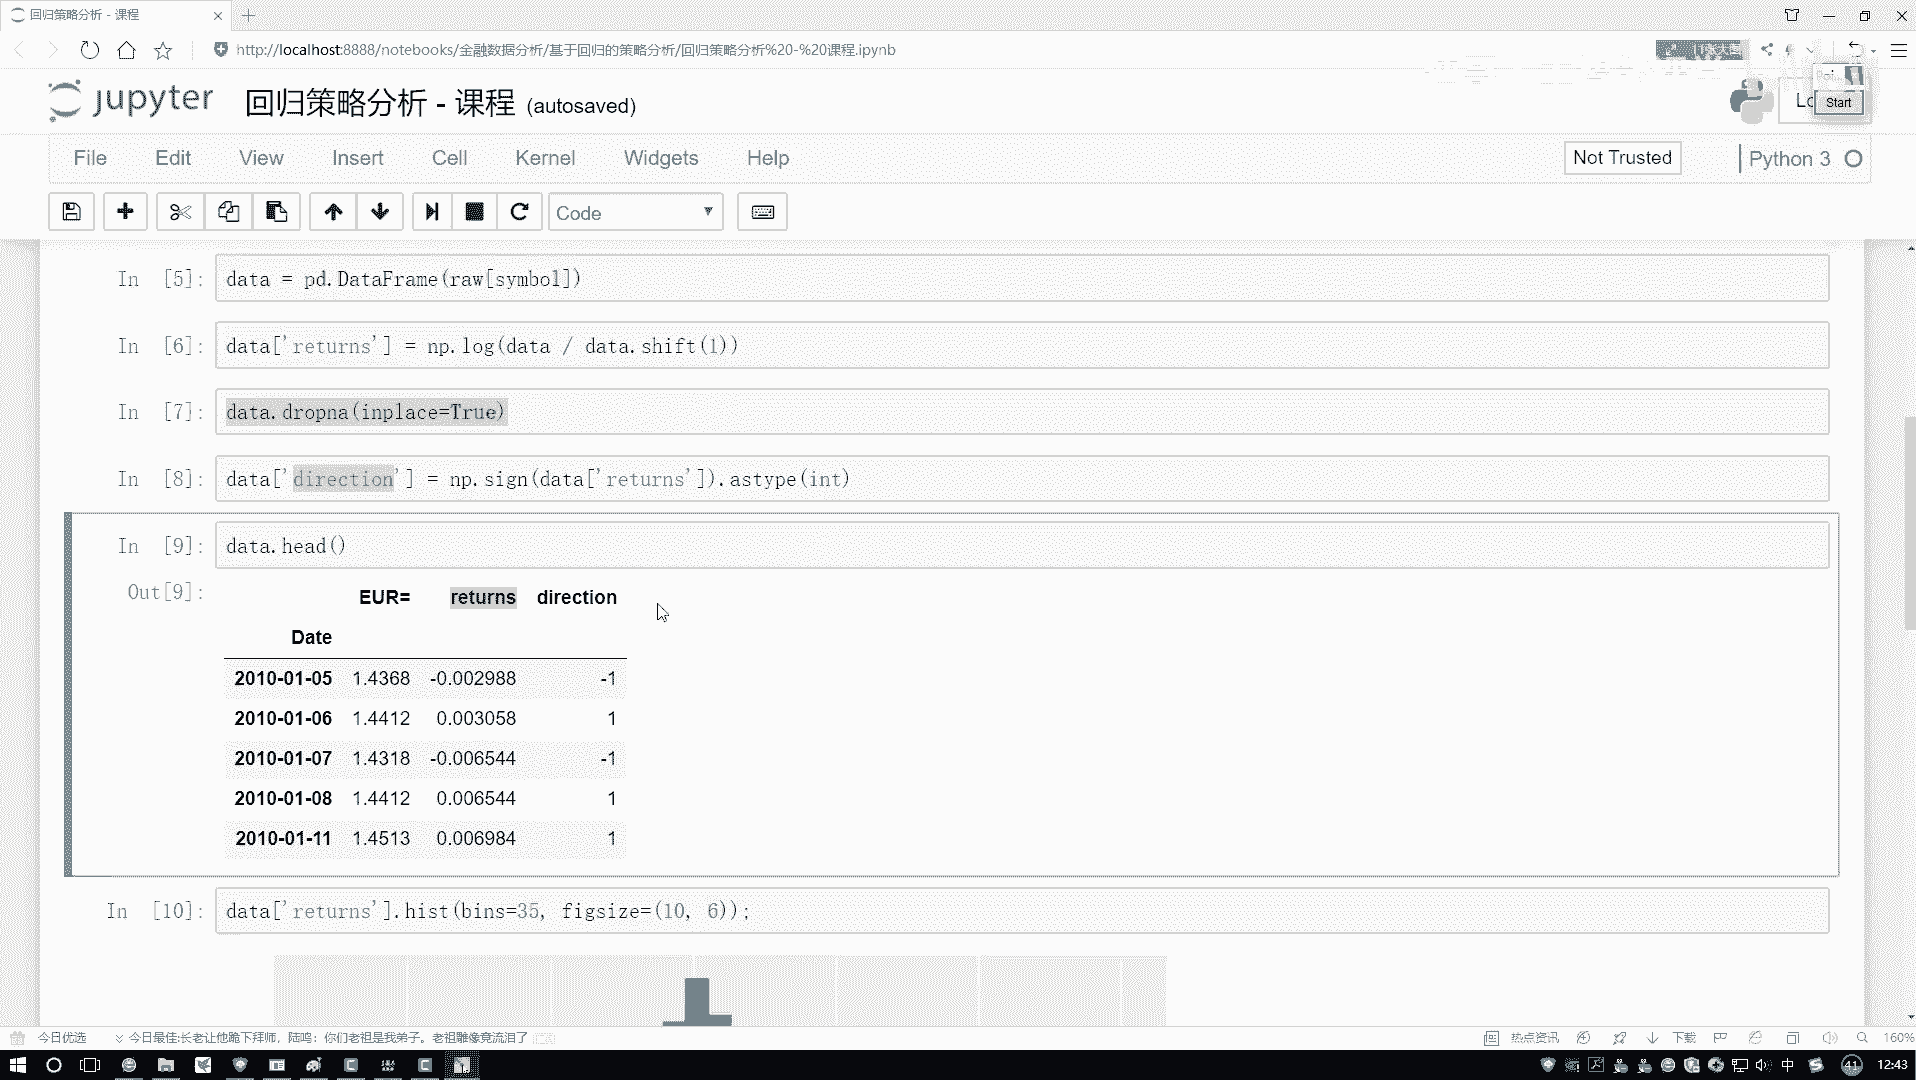 回归策略分析 - 课程
http://localhost:8888/notebooks/金融数据分析/基于回归的策略分析/回归策略分析%20-%20课程.ipynb
jupyter 回归策略分析 - 课程 (autosaved)
Start
File Edit View Insert Cell Kernel Widgets Help
Not Trusted Python 3
Code
In [5]: data = pd.DataFrame(raw[symbol])
In [6]: data['returns'] = np.log(data / data.shift(1))
In [7]: data.dropna(inplace=True)
In [8]: data['direction'] = np.sign(data['returns']).astype(int)
In [9]: data.head()
Out[9]:
EUR= returns direction
Date
2010-01-05 1.4368 -0.002988 -1
2010-01-06 1.4412 0.003058 1
2010-01-07 1.4318 -0.006544 -1
2010-01-08 1.4412 0.006544 1
2010-01-11 1.4513 0.006984 1
In [10]: data['returns'].hist(bins=35, figsize=(10, 6));
今日优选 今日最佳:长老让他跪下拜师，陆鸣：你们老祖是我弟子。老祖雕像竟流泪了
热点资讯 下载 160%
中 41 12:43